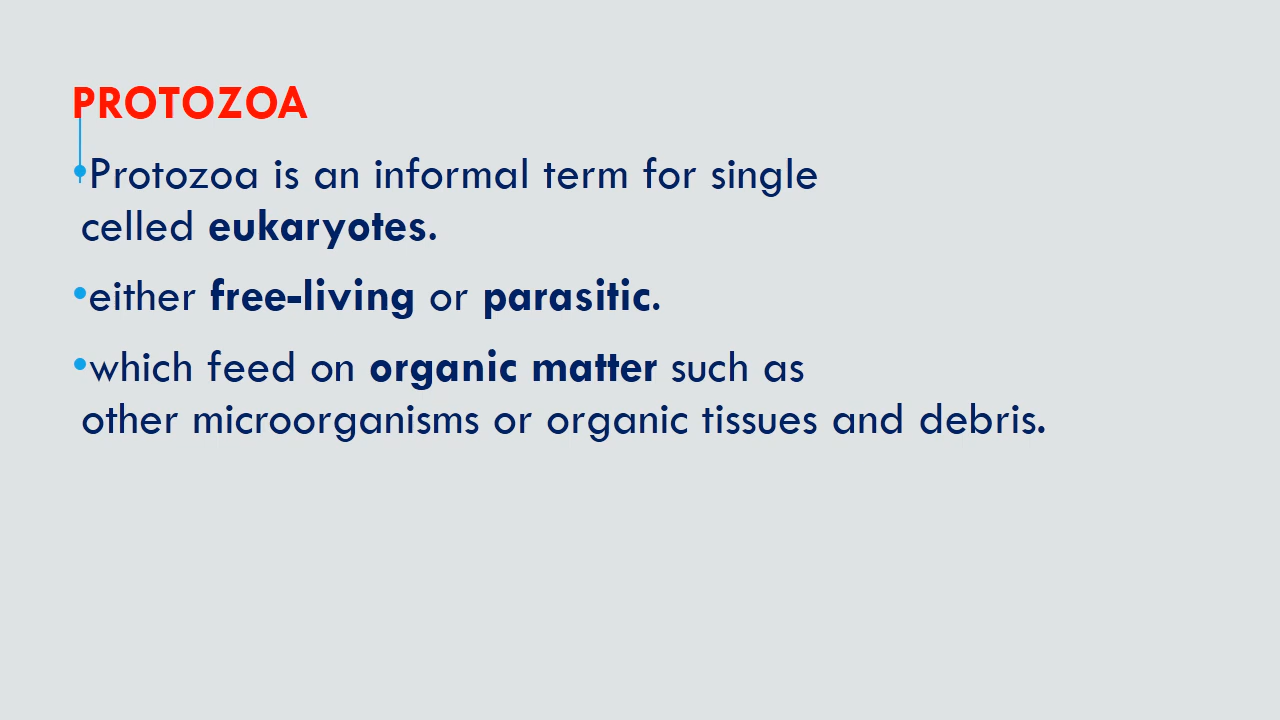 PROTOZOA
•Protozoa is an informal term for single
celled eukaryotes.
•either free-living or parasitic.
•which feed on organic matter such as
other microorganisms or organic tissues and debris.